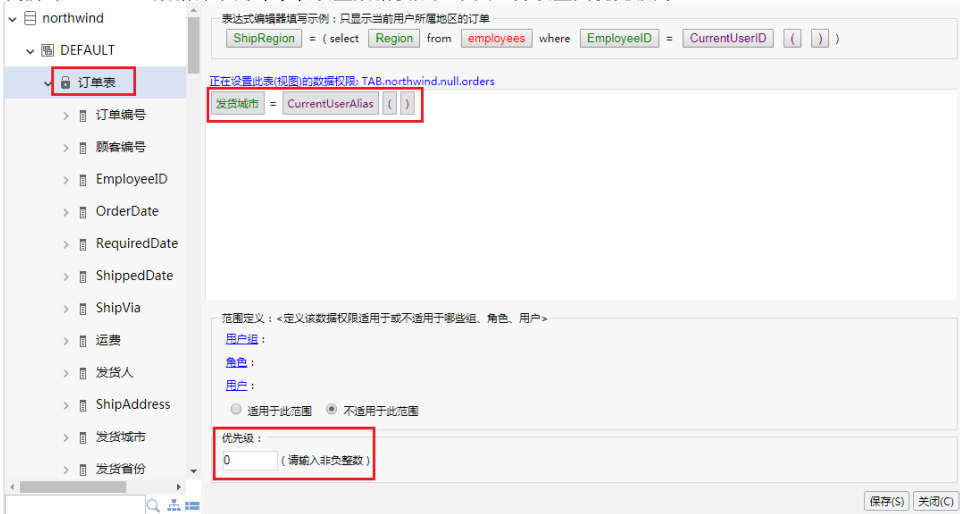 northwind
DEFAULT
订单表
订单编号
顾客编号
EmployeeID
OrderDate
RequiredDate
ShippedDate
ShipVia
运费
发货人
ShipAddress
发货城市
发货省份
表达式编辑器填写示例：只显示当前用户所属地区的订单
ShipRegion = ( select Region from employees where EmployeeID = CurrentUserID ( ) )
正在设置此表(视图)的数据权限: TAB.northwind.null.orders
发货城市 = CurrentUserAlias ( )
范围定义：<定义该数据权限适用于或不适用于哪些组、角色、用户>
用户组：
角色：
用户：
适用于此范围 不适用于此范围
优先级：
0 （请输入非负整数）
保存(S) 关闭(C)